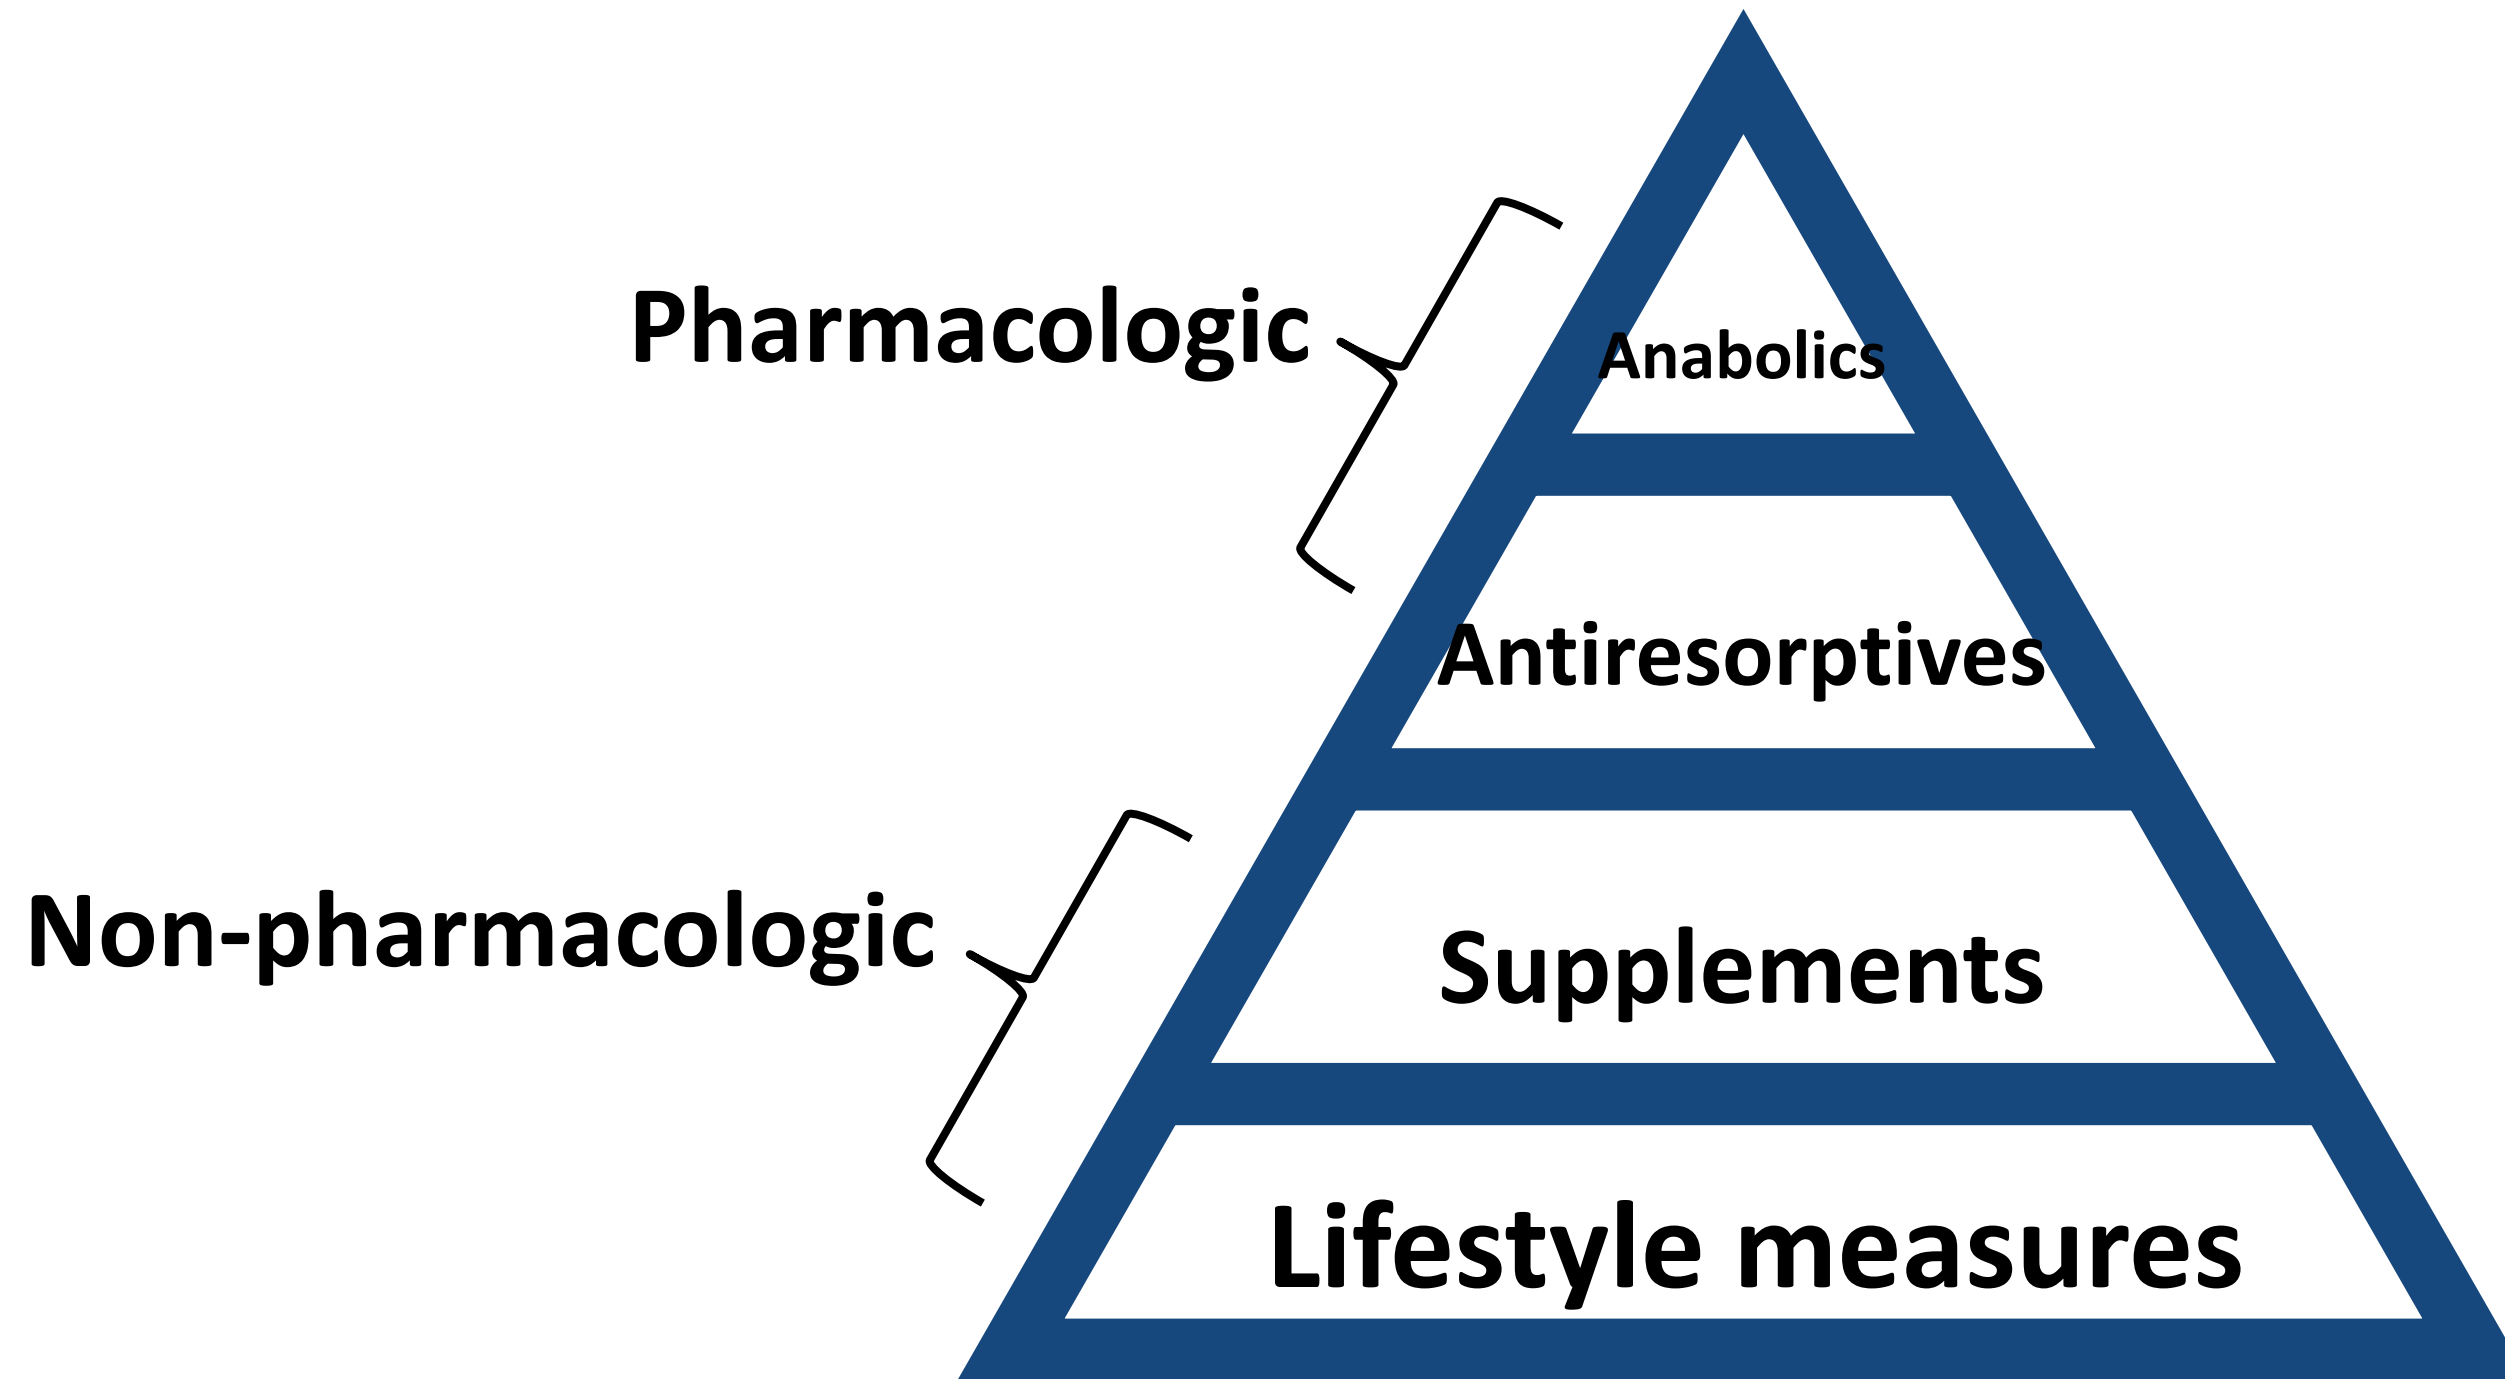 Pharmacologic
Anabolics
Antiresorptives
Non-pharmacologic
Supplements
Lifestyle measures